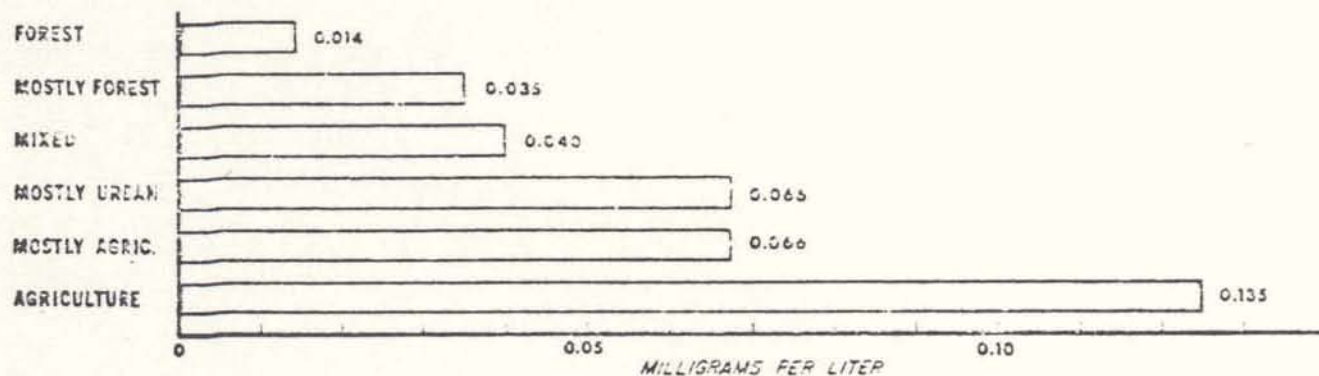 FOREST 0.014
MOSTLY FOREST 0.035
MIXED 0.040
MOSTLY URBAN 0.066
MOSTLY AGRIC. 0.066
AGRICULTURE 0.135
0 0.05 0.10
MILLIGRAMS PER LITER